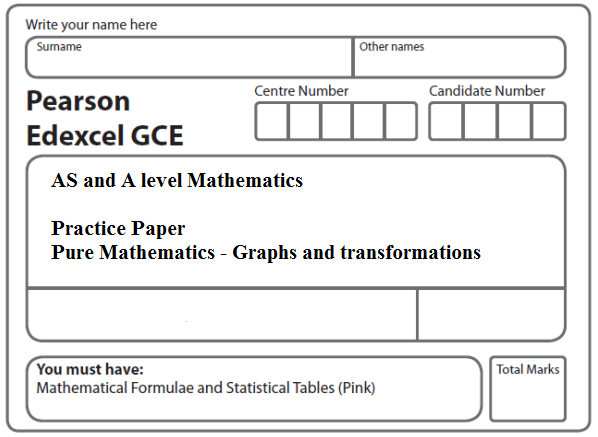 Write your name here
Surname
Other names
Pearson
Edexcel GCE
Centre Number
Candidate Number
AS and A level Mathematics
Practice Paper
Pure Mathematics - Graphs and transformations
You must have:
Mathematical Formulae and Statistical Tables (Pink)
Total Marks